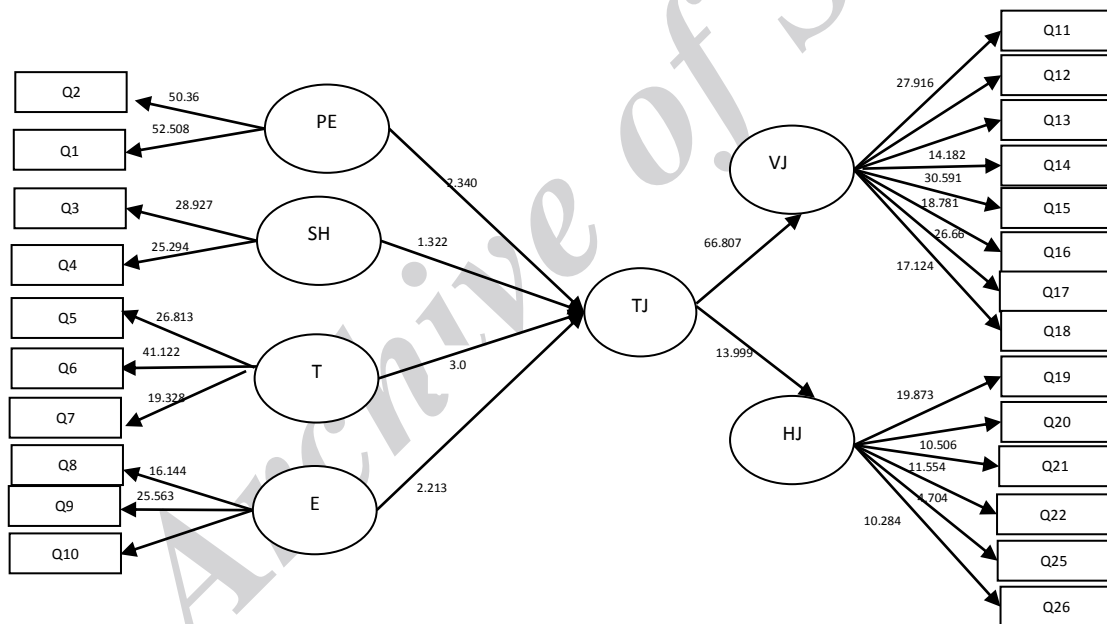 Q2
Q1
Q3
Q4
Q5
Q6
Q7
Q8
Q9
Q10
50.36
52.508
28.927
25.294
26.813
41.122
19.328
16.144
25.563
PE
SH
T
E
2.340
1.322
3.0
2.213
TJ
66.807
13.999
VJ
HJ
27.916
14.182
30.591
18.781
26.66
17.124
19.873
10.506
11.554
4.704
10.284
Q11
Q12
Q13
Q14
Q15
Q16
Q17
Q18
Q19
Q20
Q21
Q22
Q25
Q26
Archive of S